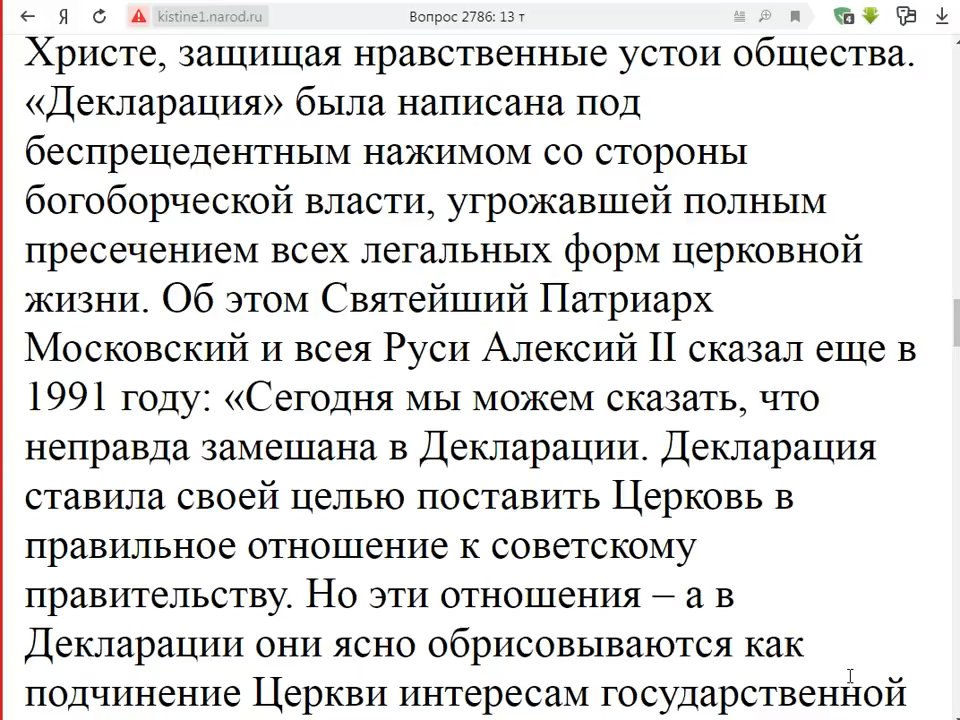 Я
kistine1.narod.ru
Вопрос 2786: 13 т
4
Христе, защищая нравственные устои общества.
«Декларация» была написана под
беспрецедентным нажимом со стороны
богоборческой власти, угрожавшей полным
пресечением всех легальных форм церковной
жизни. Об этом Святейший Патриарх
Московский и всея Руси Алексий II сказал еще в
1991 году: «Сегодня мы можем сказать, что
неправда замешана в Декларации. Декларация
ставила своей целью поставить Церковь в
правильное отношение к советскому
правительству. Но эти отношения – а в
Декларации они ясно обрисовываются как
подчинение Церкви интересам государственной